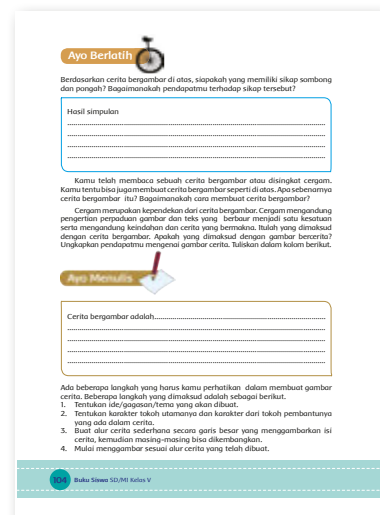 Ayo Berlatih
Berdasarkan cerita bergambar di atas, siapakah yang memiliki sikap sombong
dan pongah? Bagaimanakah pendapatmu terhadap sikap tersebut?
Hasil simpulan
Kamu telah membaca sebuah cerita bergambar atau disingkat cergam.
Kamu tentu bisa juga membuat cerita bergambar seperti di atas. Apa sebenarnya
cerita bergambar itu? Bagaimanakah cara membuat cerita bergambar?
Cergam merupakan kependekan dari cerita bergambar. Cergam mengandung
pengertian perpaduan gambar dan teks yang berbaur menjadi satu kesatuan
serta mengandung keindahan dan cerita yang bermakna. Itulah yang dimaksud
dengan cerita bergambar. Apakah yang dimaksud dengan gambar bercerita?
Ungkapkan pendapatmu mengenai gambar cerita. Tuliskan dalam kolom berikut.
Ayo Menulis
Cerita bergambar adalah
Ada beberapa langkah yang harus kamu perhatikan dalam membuat gambar
cerita. Beberapa langkah yang dimaksud adalah sebagai berikut.
1. Tentukan ide/gagasan/tema yang akan dibuat.
2. Tentukan karakter tokoh utamanya dan karakter dari tokoh pembantunya
yang ada dalam cerita.
3. Buat alur cerita sederhana secara garis besar yang menggambarkan isi
cerita, kemudian masing-masing bisa dikembangkan.
4. Mulai menggambar sesuai alur cerita yang telah dibuat.
104 Buku Siswa SD/MI Kelas V